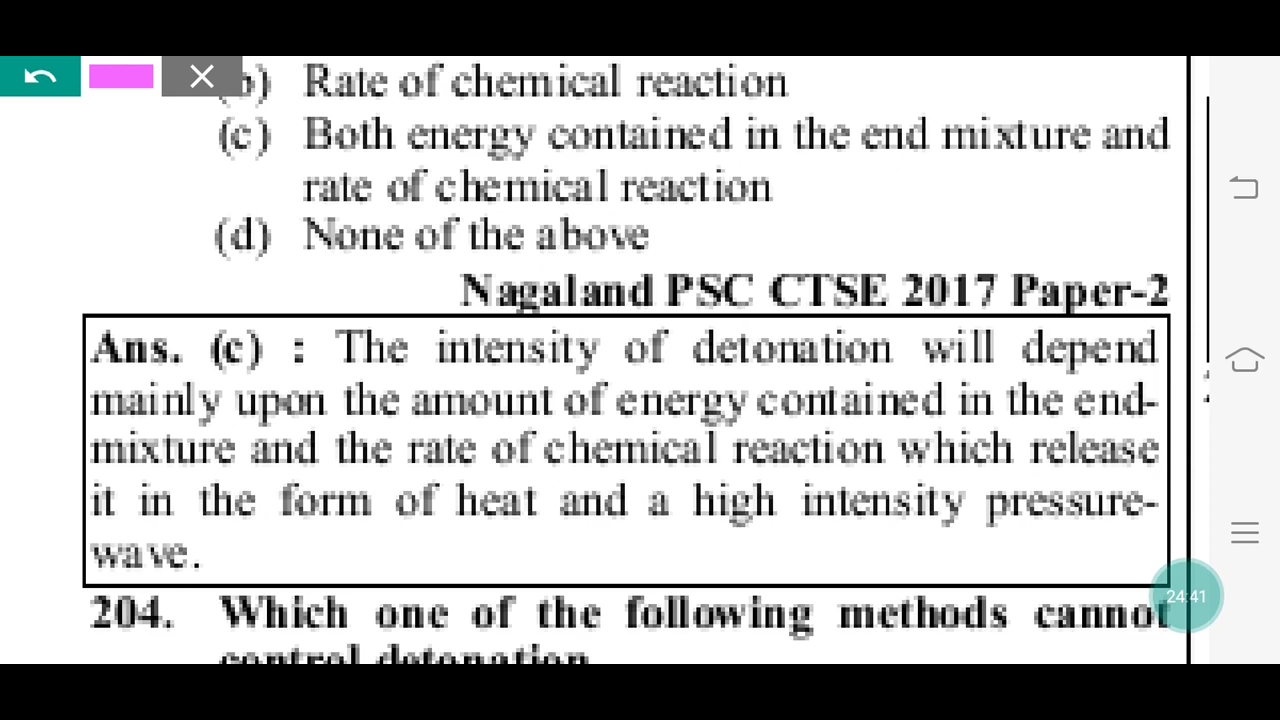 (b) Rate of chemical reaction
(c) Both energy contained in the end mixture and
rate of chemical reaction
(d) None of the above
Nagaland PSC CTSE 2017 Paper-2
Ans. (c) : The intensity of detonation will depend
mainly upon the amount of energy contained in the end-
mixture and the rate of chemical reaction which release
it in the form of heat and a high intensity pressure-
wave.
204. Which one of the following methods cannot
control detonation
24:41